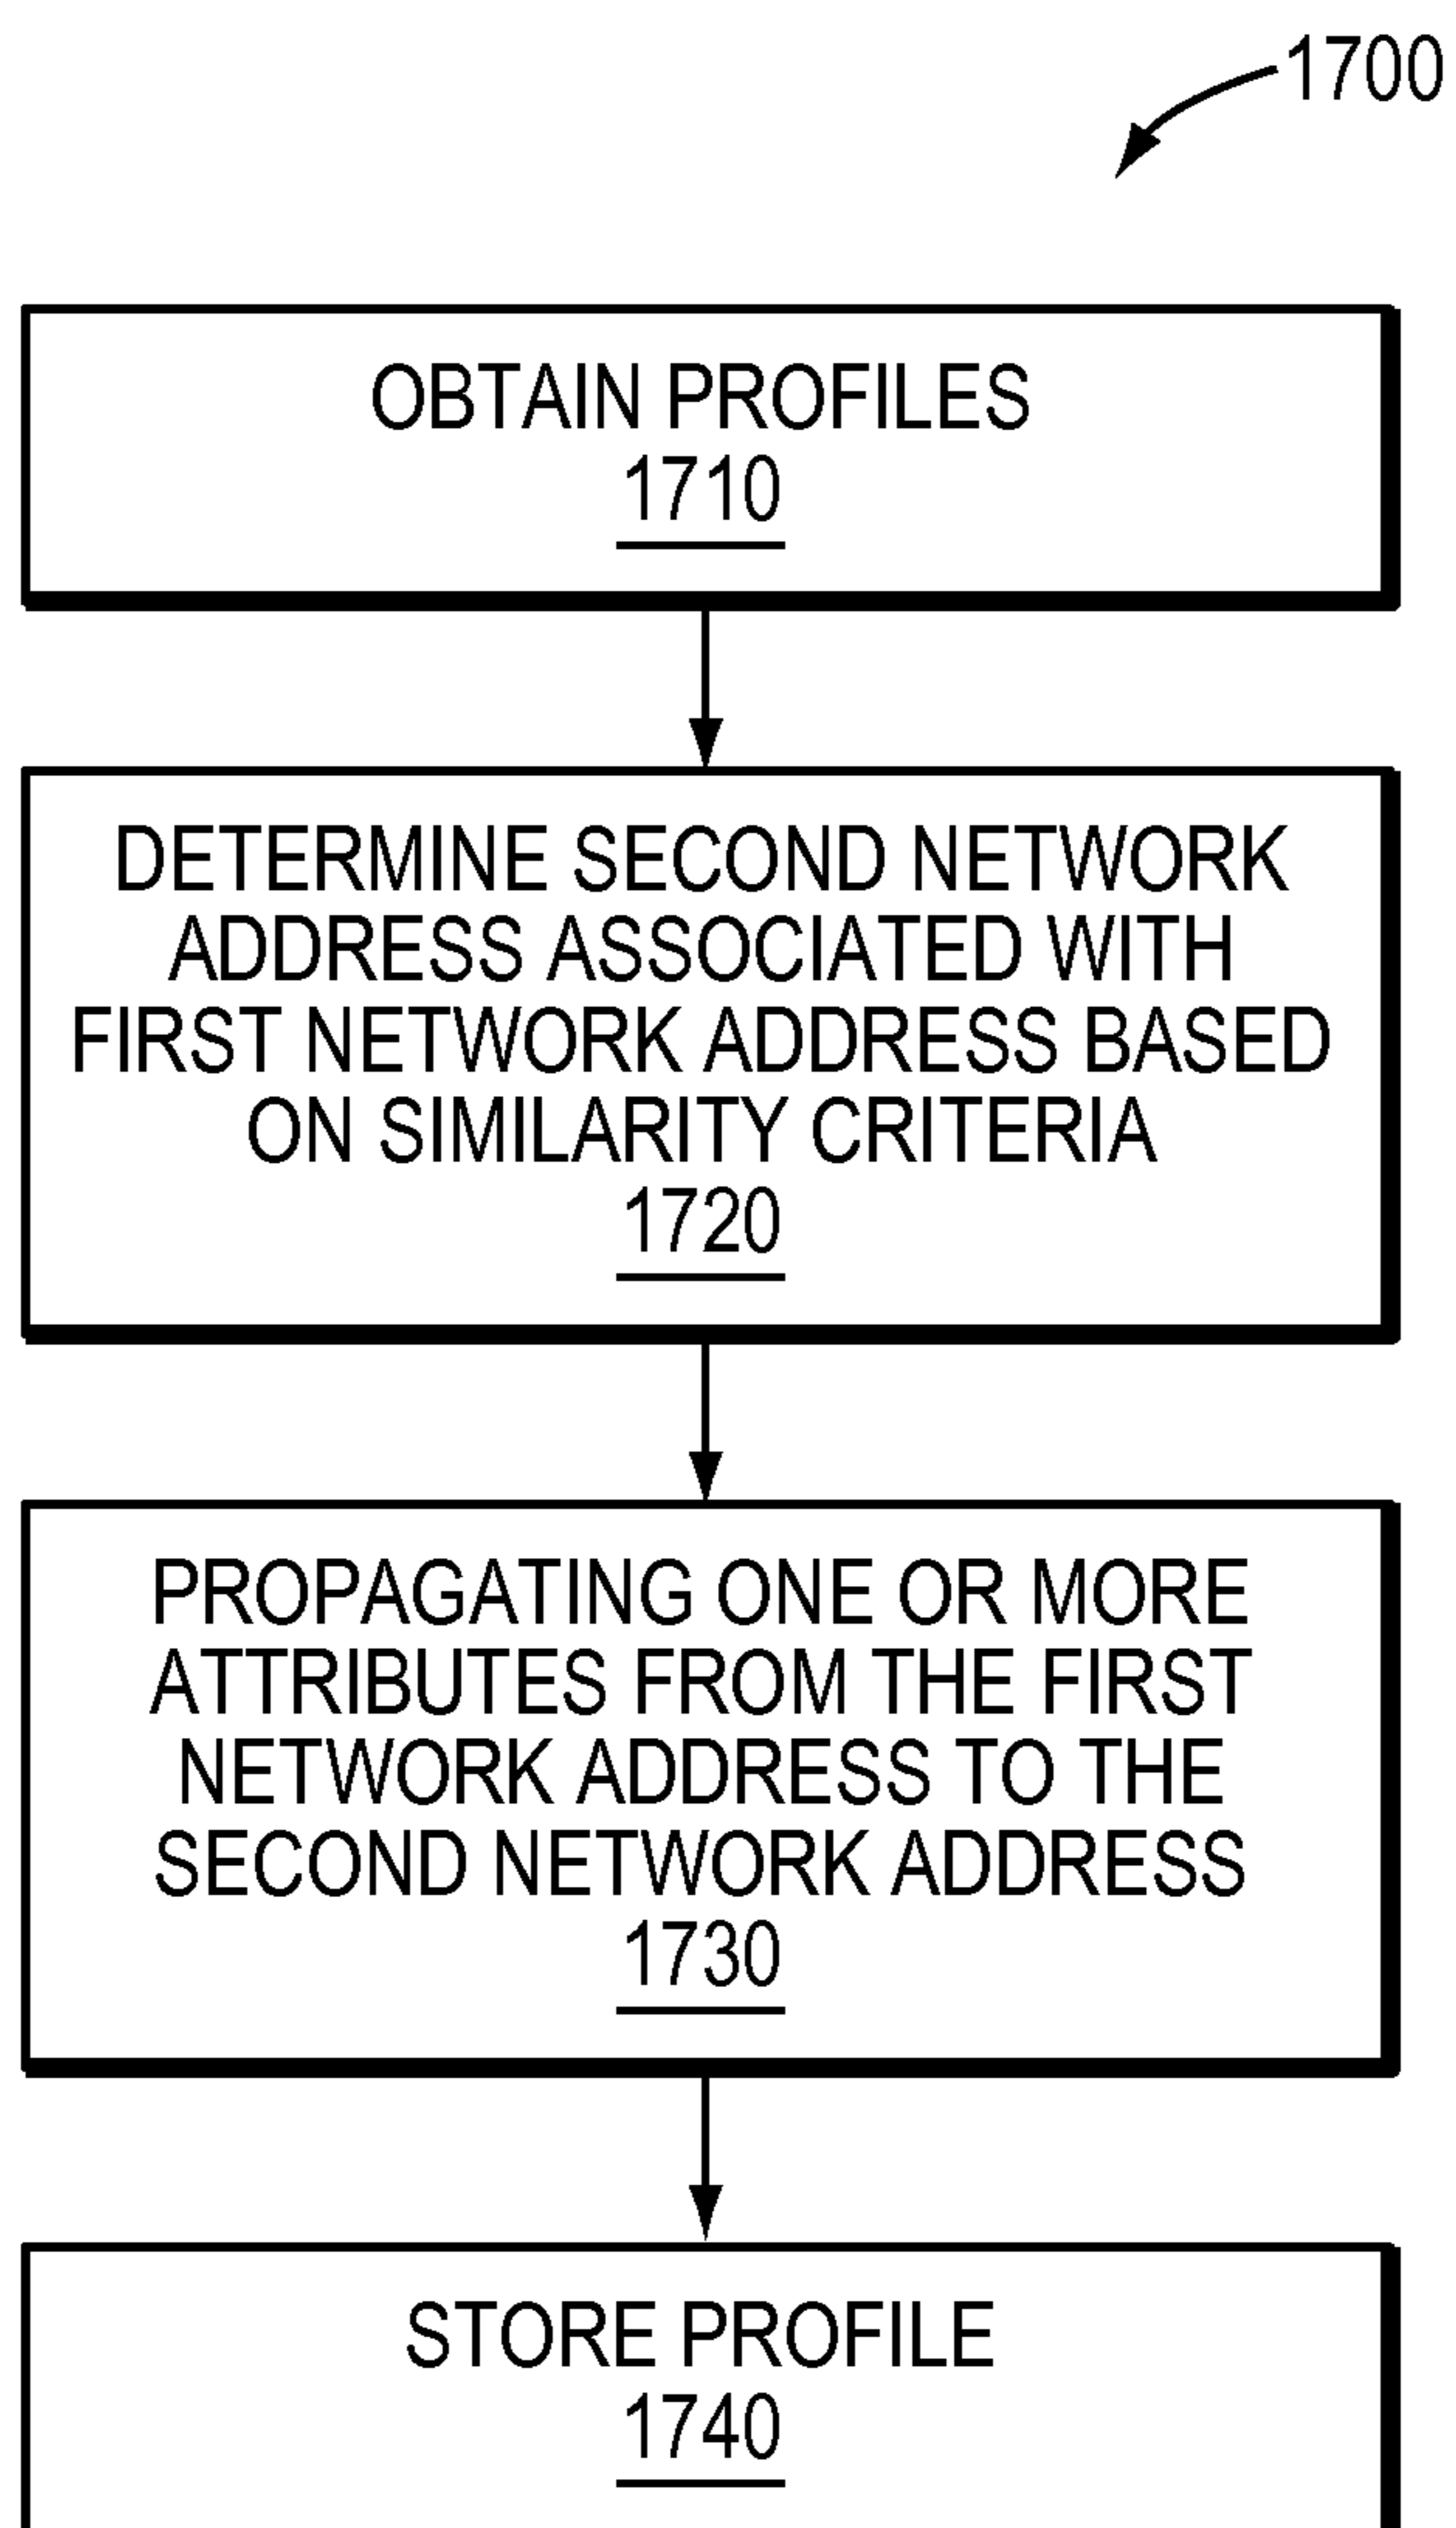 1700
OBTAIN PROFILES
1710
DETERMINE SECOND NETWORK
ADDRESS ASSOCIATED WITH
FIRST NETWORK ADDRESS BASED
ON SIMILARITY CRITERIA
1720
PROPAGATING ONE OR MORE
ATTRIBUTES FROM THE FIRST
NETWORK ADDRESS TO THE
SECOND NETWORK ADDRESS
1730
STORE PROFILE
1740